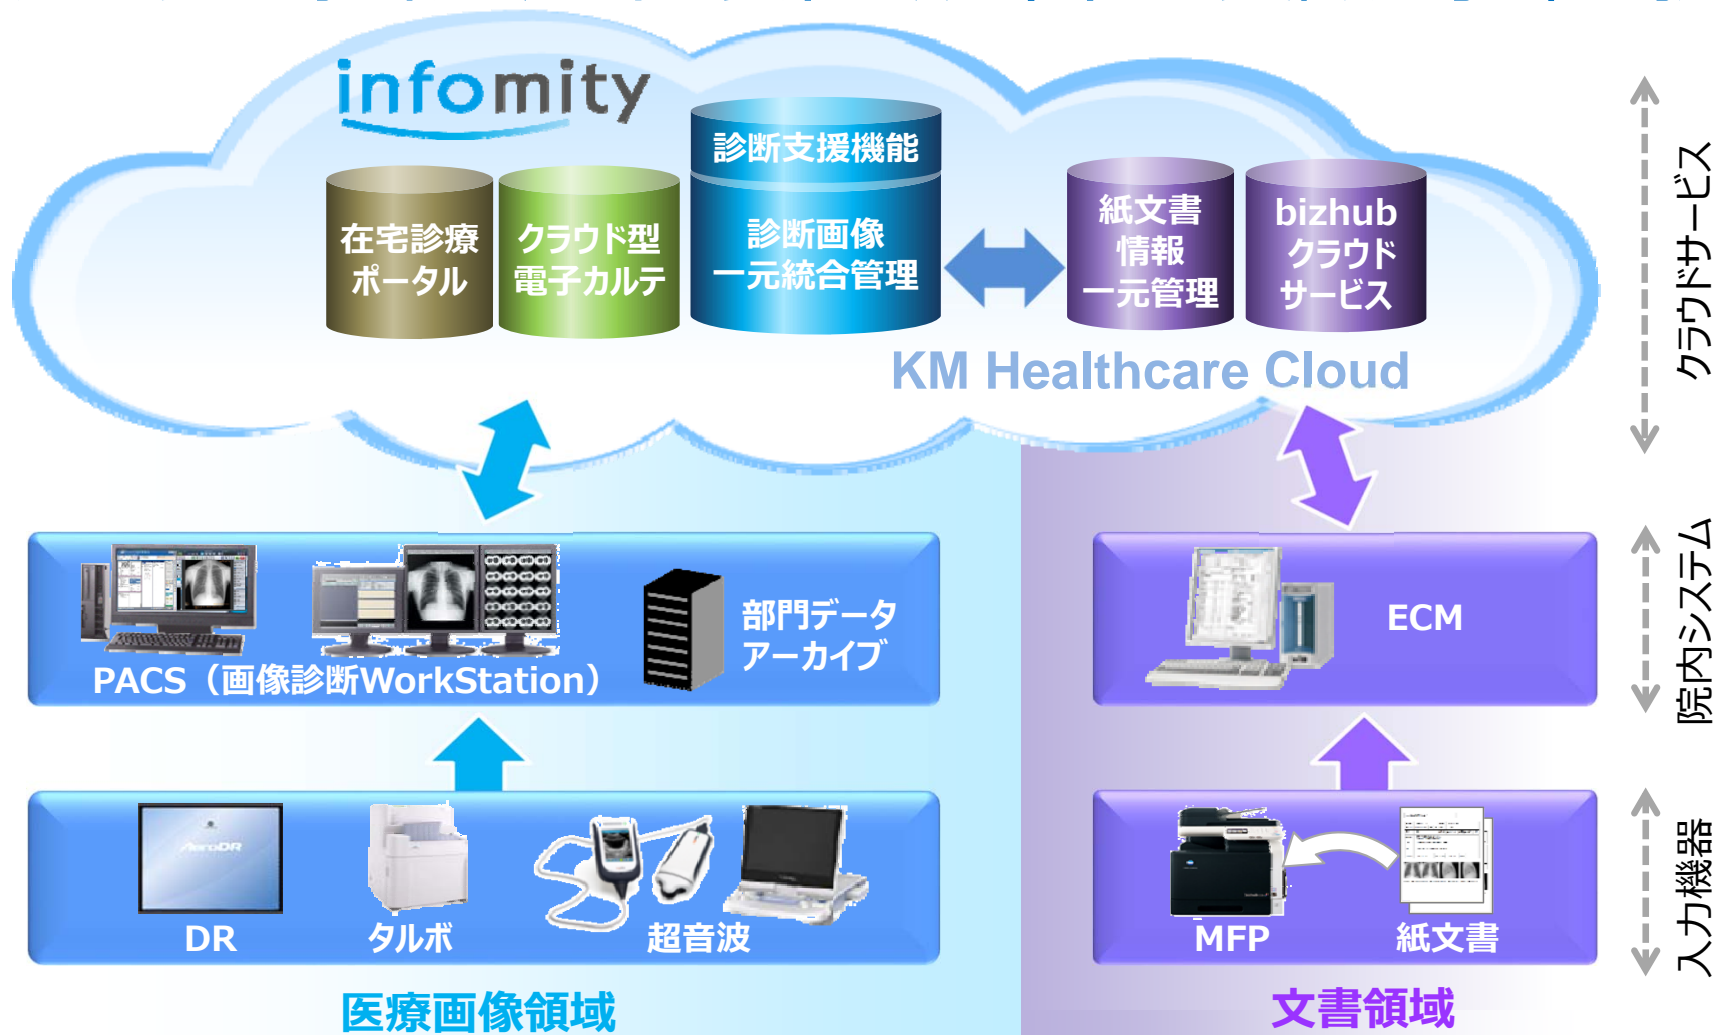 infomity
診断支援機能
在宅診療
ポータル
クラウド型
電子カルテ
診断画像
一元統合管理
紙文書
情報
一元管理
bizhub
クラウド
サービス
KM Healthcare Cloud
クラウドサービス
PACS（画像診断WorkStation）
部門データ
アーカイブ
ECM
院内システム
AeroDR
DR
タルボ
超音波
MFP
紙文書
入力機器
医療画像領域
文書領域